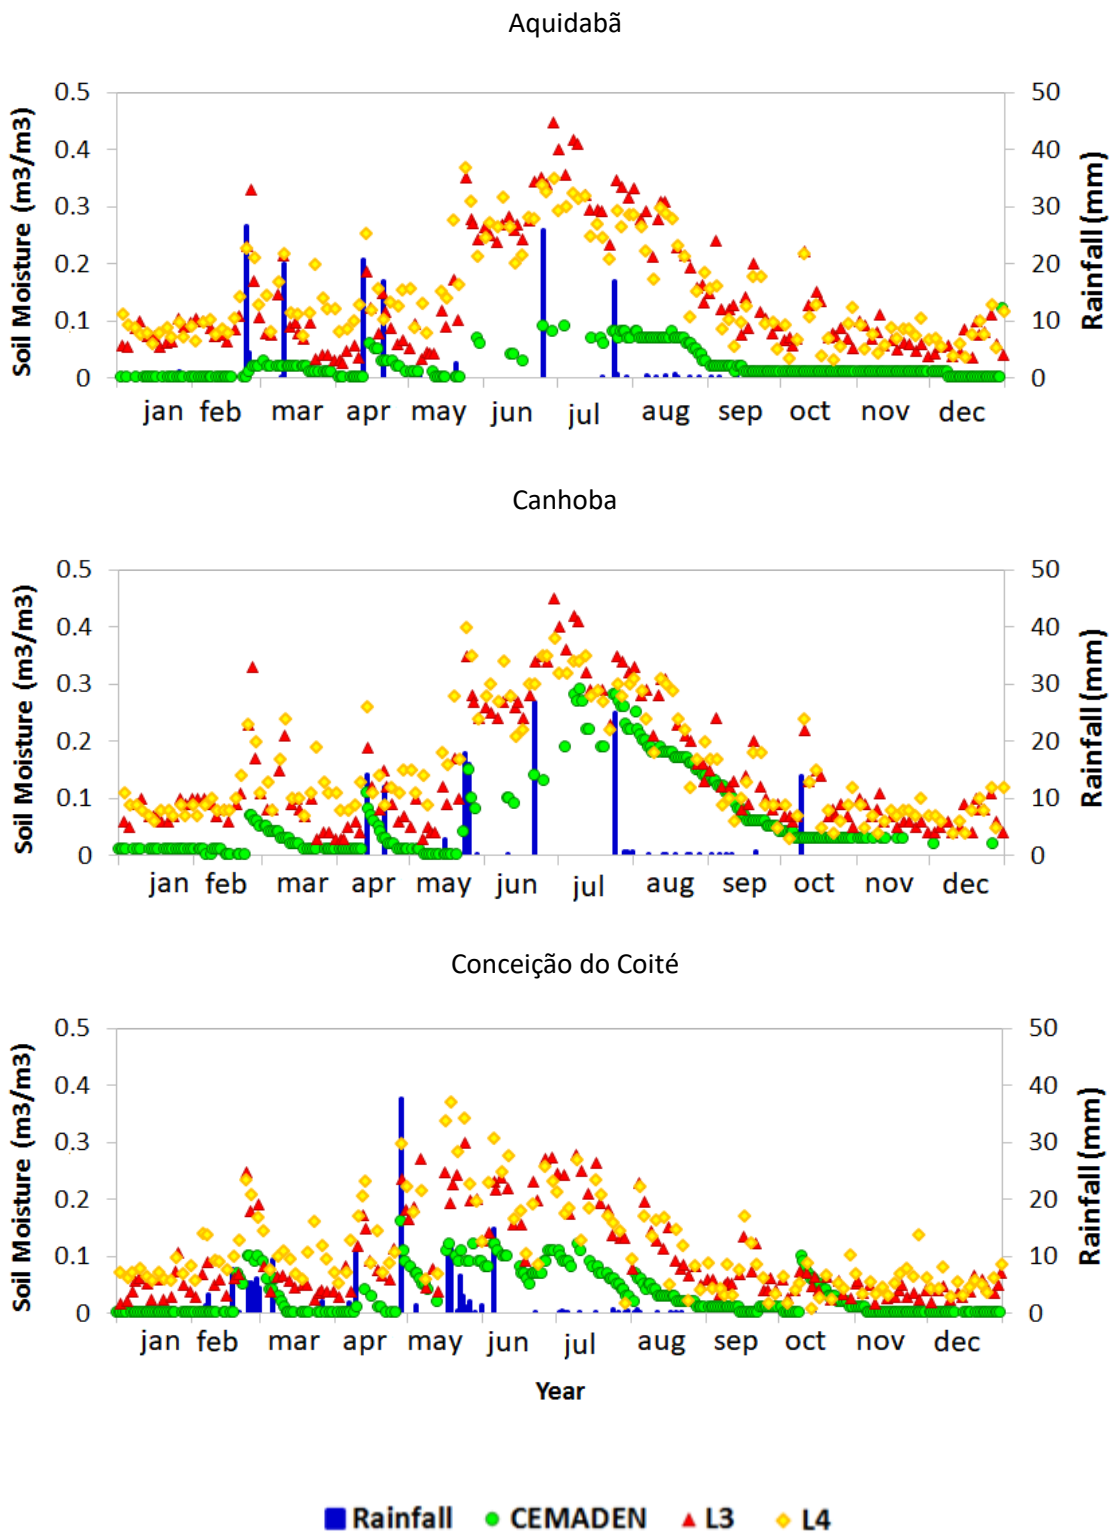 Aquidabã
Soil Moisture (m3/m3)
0.5
0.4
0.3
0.2
0.1
0
50
40
30
20
10
0
Rainfall (mm)
jan feb mar apr may jun jul aug sep oct nov dec
Canhoba
Soil Moisture (m3/m3)
0.5
0.4
0.3
0.2
0.1
0
50
40
30
20
10
0
Rainfall (mm)
jan feb mar apr may jun jul aug sep oct nov dec
Conceição do Coité
Soil Moisture (m3/m3)
0.5
0.4
0.3
0.2
0.1
0
50
40
30
20
10
0
Rainfall (mm)
jan feb mar apr may jun jul aug sep oct nov dec
Year
Rainfall CEMADEN L3 L4